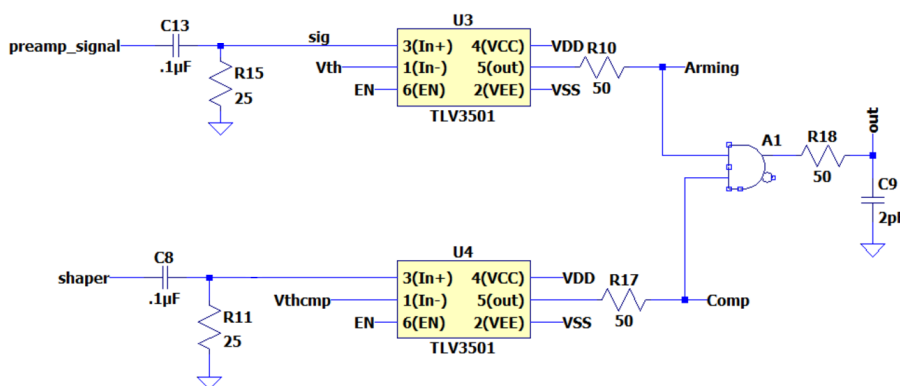 U3
C13
preamp_signal
sig
3(In+) 4(VCC)
VDD
R10
.1µF
R15
Vth
1(In-) 5(out)
Arming
25
EN
6(EN) 2(VEE)
VSS
50
TLV3501
A1
R18
out
50
C9
U4
2pl
C8
shaper
3(In+) 4(VCC)
VDD
R17
.1µF
Vthcmp
1(In-) 5(out)
Comp
R11
EN
6(EN) 2(VEE)
VSS
50
25
TLV3501